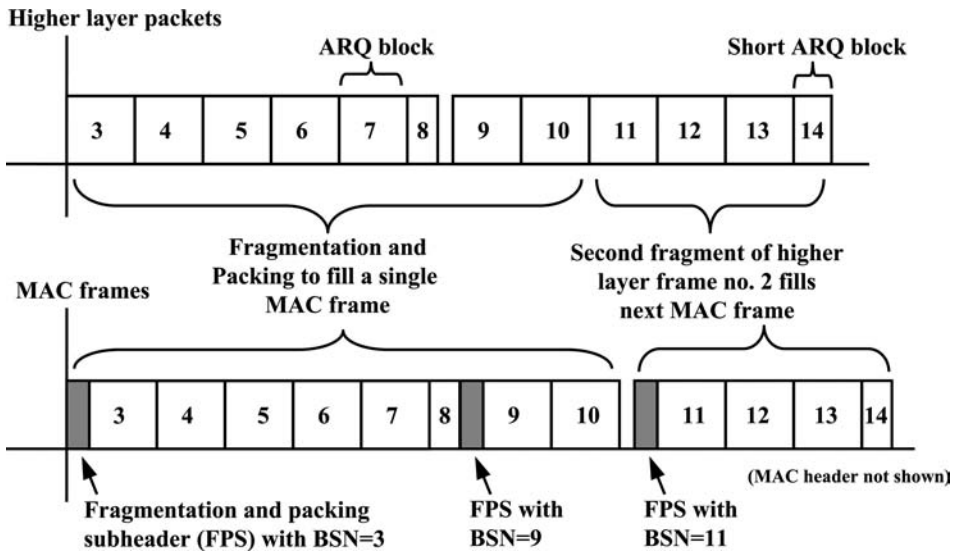 Higher layer packets
ARQ block
Short ARQ block
3 4 5 6 7 8 9 10 11 12 13 14
Fragmentation and
Packing to fill a single
MAC frame
Second fragment of higher
layer frame no. 2 fills
next MAC frame
MAC frames
3 4 5 6 7 8 9 10 11 12 13 14
(MAC header not shown)
Fragmentation and packing
subheader (FPS) with BSN=3
FPS with
BSN=9
FPS with
BSN=11